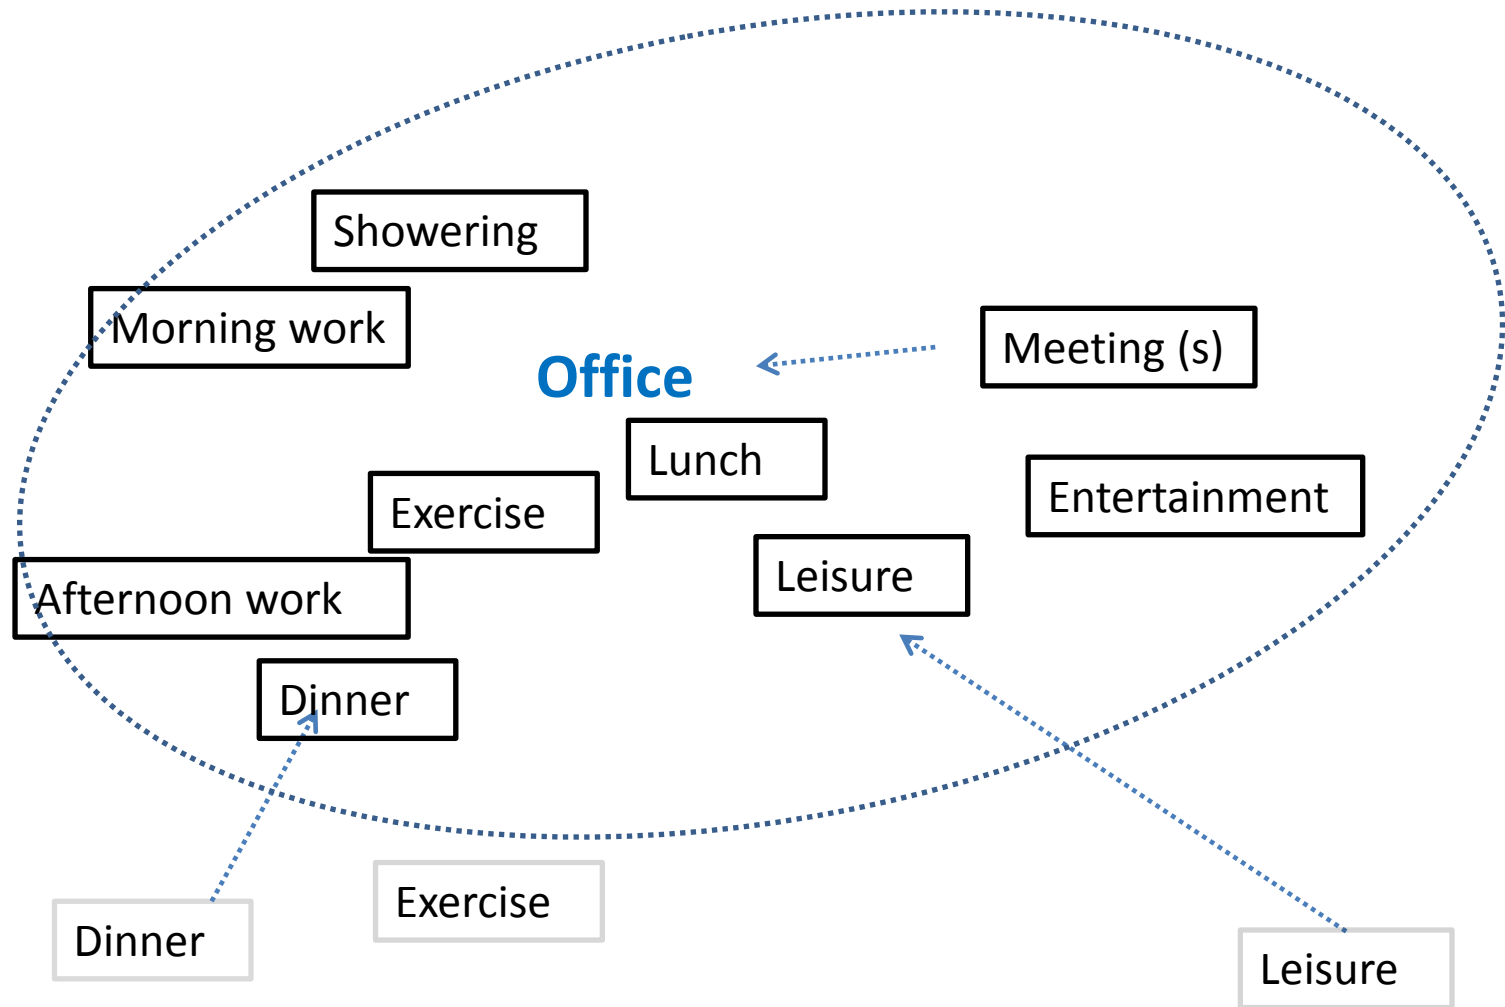 Showering
Morning work
Meeting (s)
Office
Lunch
Entertainment
Exercise
Leisure
Afternoon work
Dinner
Exercise
Dinner
Leisure